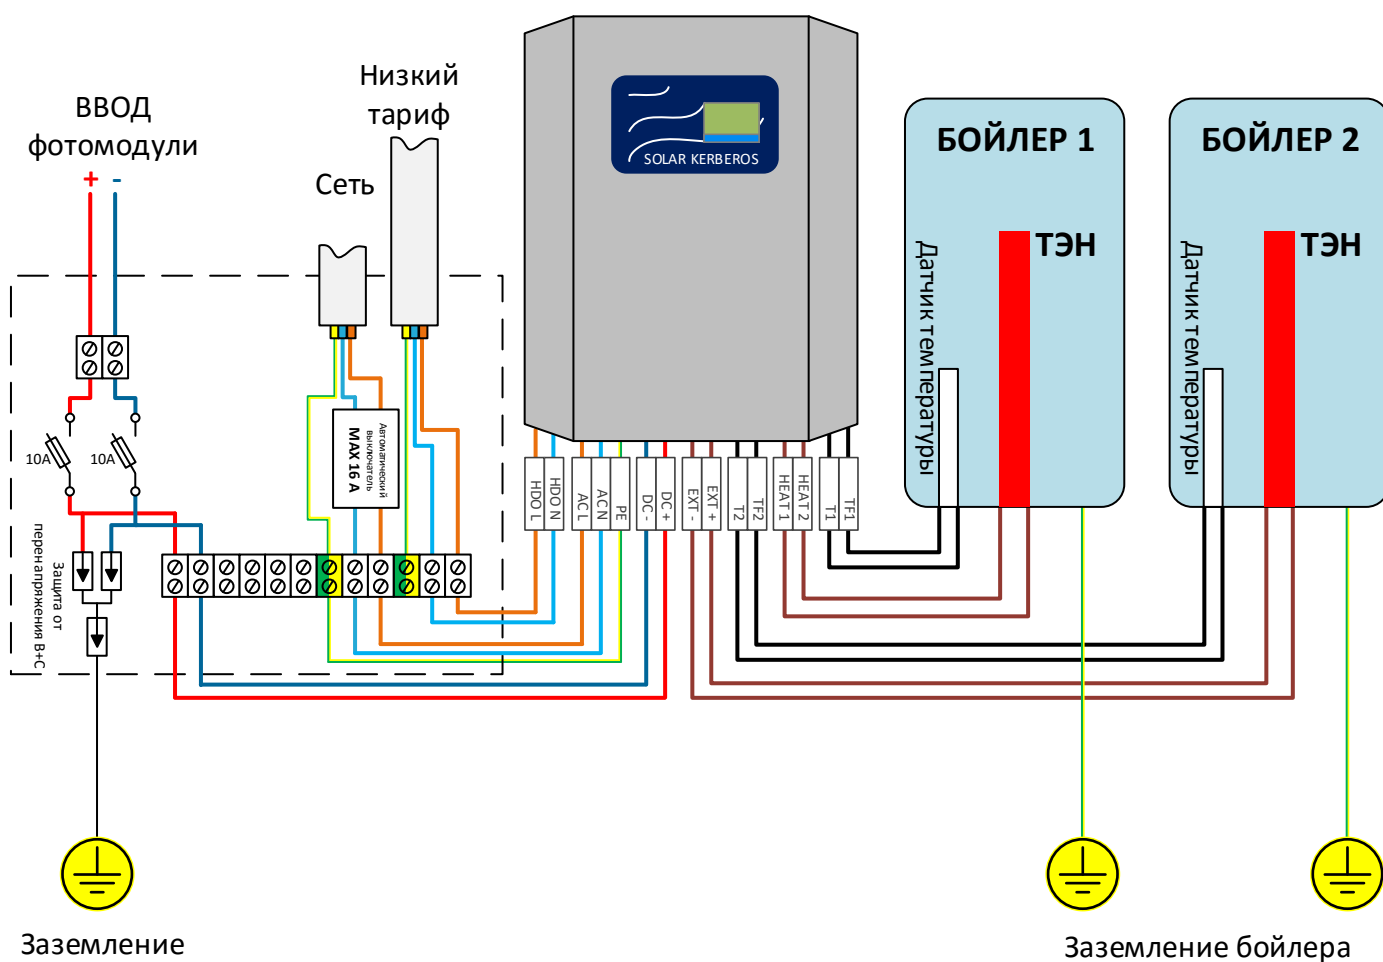 ВВОД
фотомодули
+ -
Низкий
тариф
Сеть
SOLAR KERBEROS
БОЙЛЕР 1
ТЭН
Датчик температуры
БОЙЛЕР 2
ТЭН
Датчик температуры
10A
10A
Автоматический
выключатель
MAX 16 A
Защита от
перенапряжения B+C
HDO L
HDO N
AC L
AC N
PE
DC -
DC +
EXT -
EXT +
T2
TF2
HEAT 1
HEAT 2
T1
TF1
Заземление
Заземление бойлера